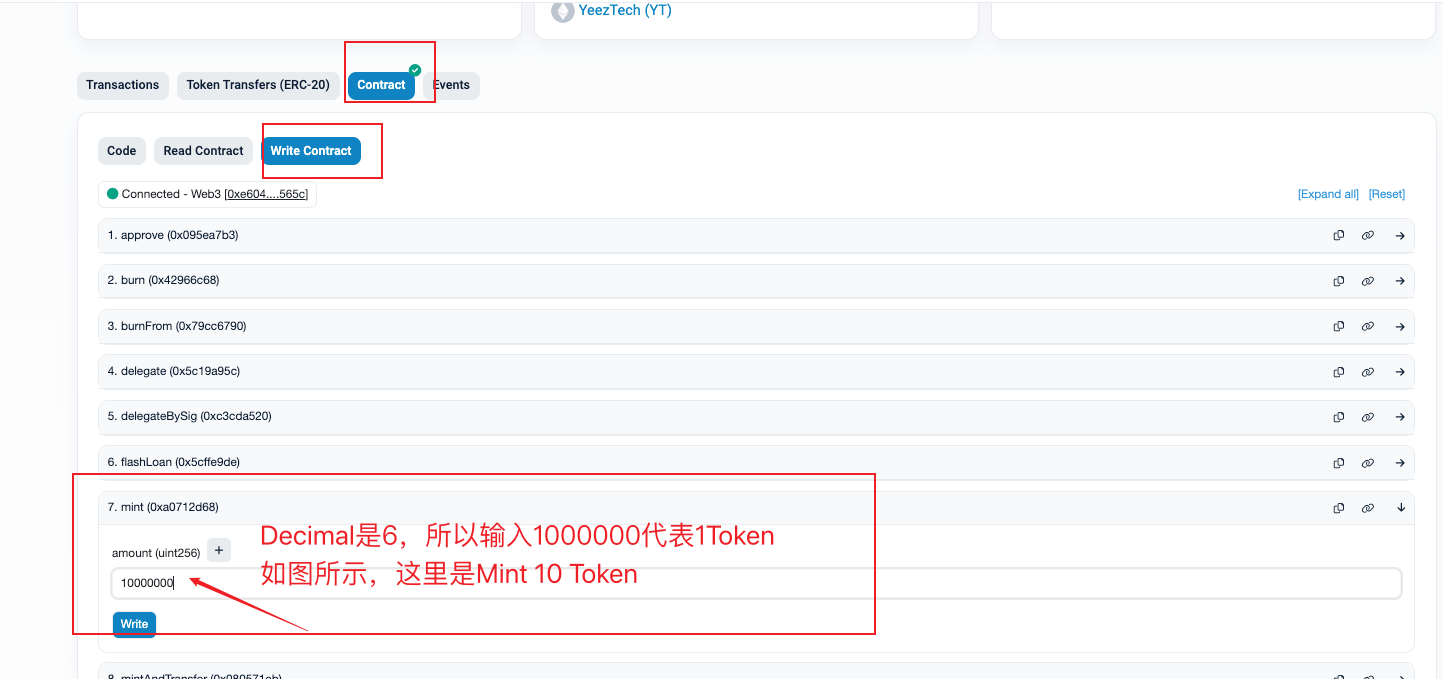 YeezTech (YT)
Transactions
Token Transfers (ERC-20)
Contract
Events
Code
Read Contract
Write Contract
Connected - Web3 [0xe604....565c]
[Expand all] [Reset]
1. approve (0x095ea7b3)
2. burn (0x42966c68)
3. burnFrom (0x79cc6790)
4. delegate (0x5c19a95c)
5. delegateBySig (0xc3cda520)
6. flashLoan (0x5cffe9de)
7. mint (0xa0712d68)
Decimal是6，所以输入1000000代表1Token
如图所示，这里是Mint 10 Token
amount (uint256) +
10000000
Write
8. mintAndTransfer (0x080571eb)